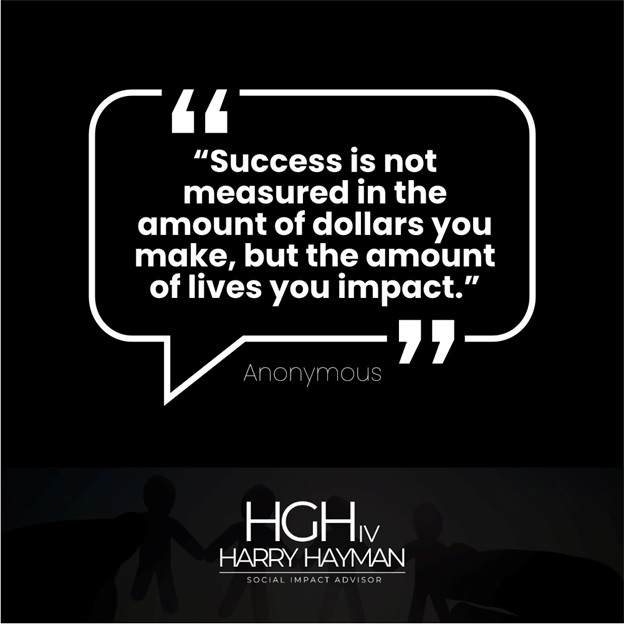 “Success is not
measured in the
amount of dollars you
make, but the amount
of lives you impact.”
Anonymous
HGH IV
HARRY HAYMAN
SOCIAL IMPACT ADVISOR